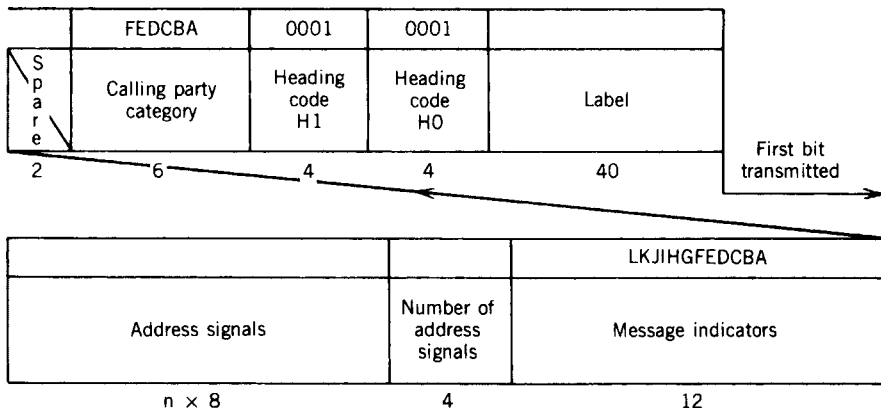 FEDCBA 0001 0001
Spare
Calling party
category
Heading
code
H1
Heading
code
H0
Label
2 6 4 4 40
First bit
transmitted
LKJIHGFEDCBA
Address signals
Number of
address
signals
Message indicators
n × 8 4 12